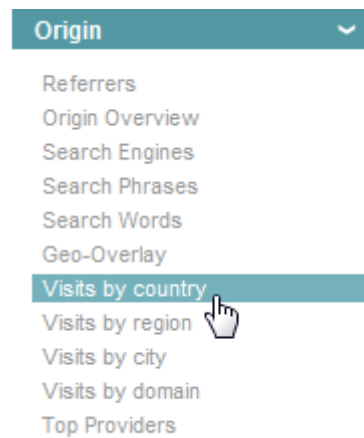 Origin
Referrers
Origin Overview
Search Engines
Search Phrases
Search Words
Geo-Overlay
Visits by country
Visits by region
Visits by city
Visits by domain
Top Providers